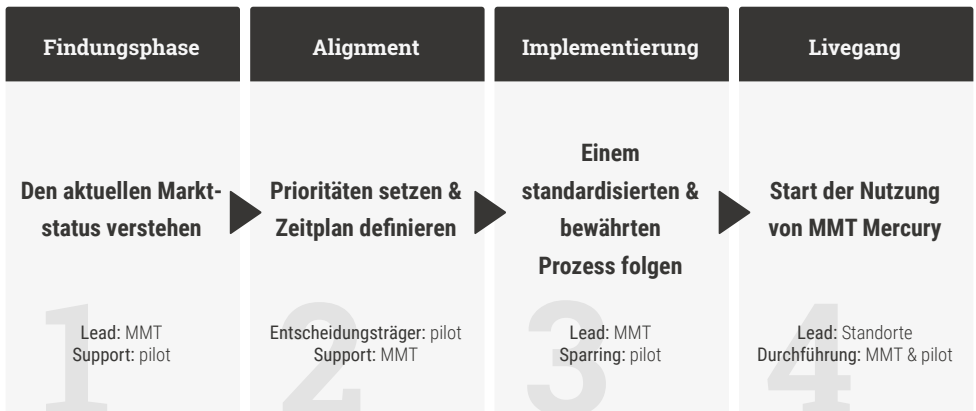 Findungsphase
Den aktuellen Markt-
status verstehen
1
Lead: MMT
Support: pilot
Alignment
Prioritäten setzen &
Zeitplan definieren
2
Entscheidungsträger: pilot
Support: MMT
Implementierung
Einem
standardisierten &
bewährten
Prozess folgen
3
Lead: MMT
Sparring: pilot
Livegang
Start der Nutzung
von MMT Mercury
4
Lead: Standorte
Durchführung: MMT & pilot